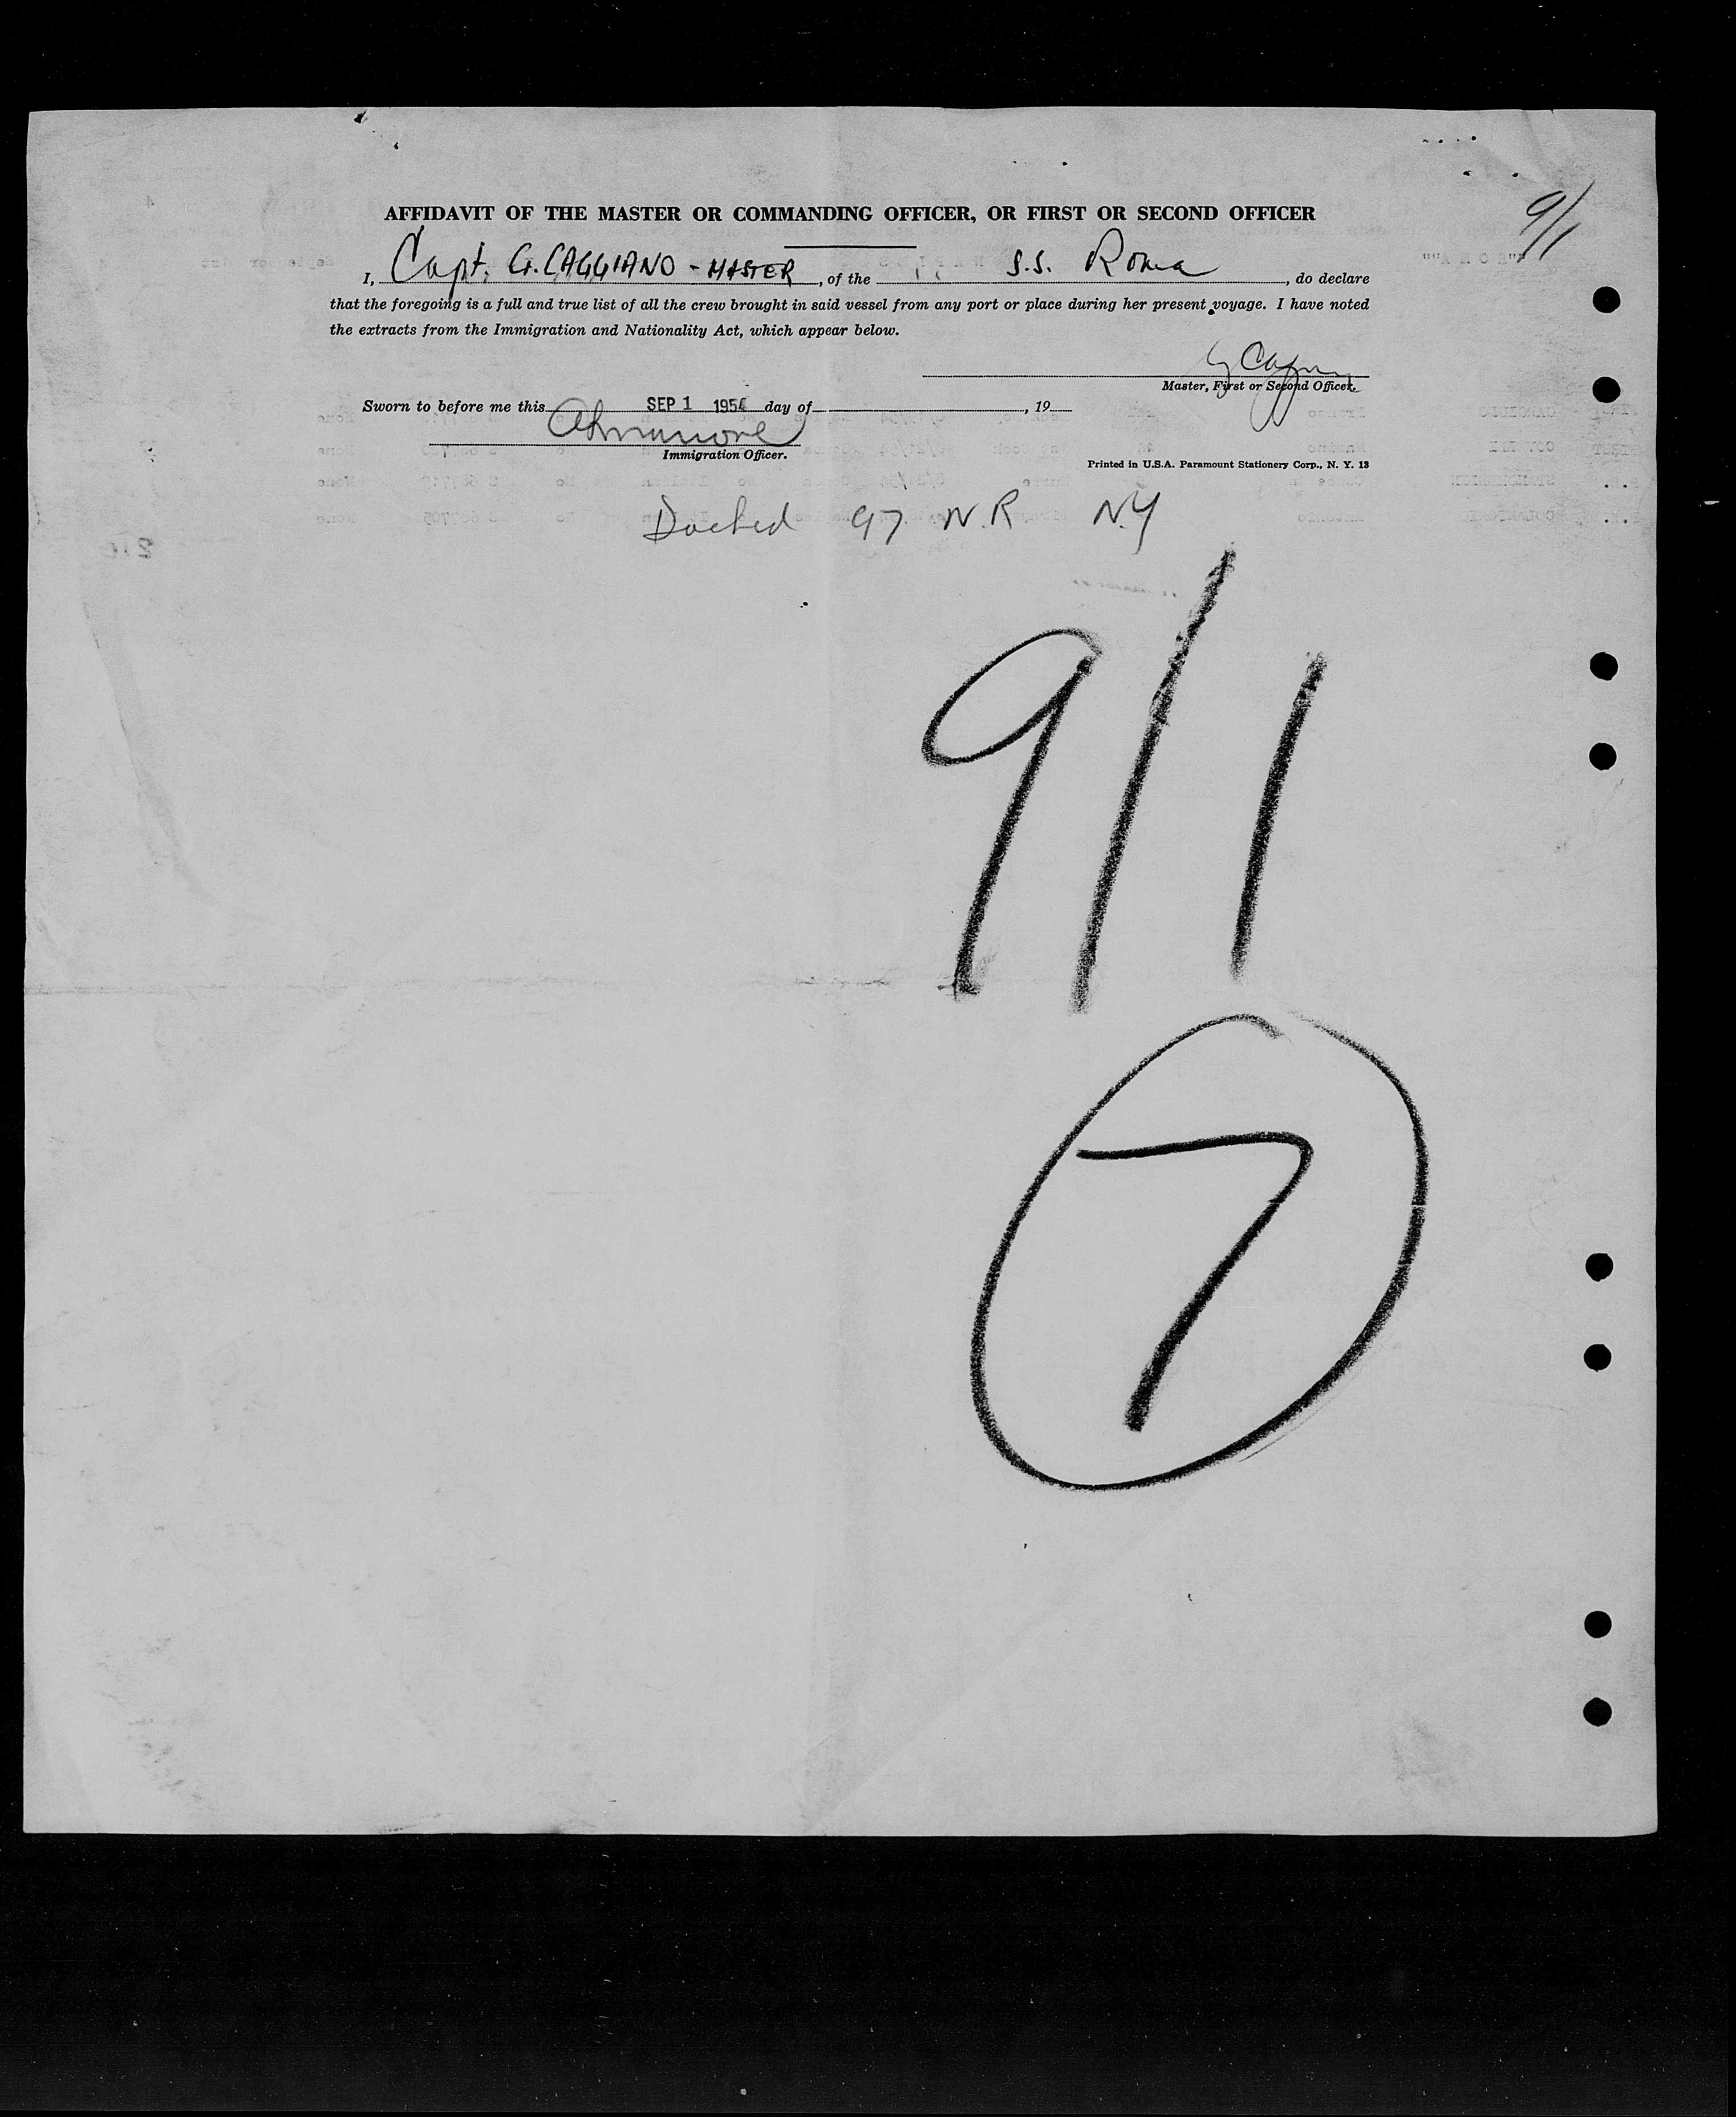 AFFIDAVIT OF THE MASTER OR COMMANDING OFFICER, OR FIRST OR SECOND OFFICER
9/1
I, Capt. G. CAGGIANO - MASTER, of the S.S. Roma, do declare
that the foregoing is a full and true list of all the crew brought in said vessel from any port or place during her present voyage. I have noted
the extracts from the Immigration and Nationality Act, which appear below.
Master, First or Second Officer.
Sworn to before me this SEP 1 1954 day of , 19
Immigration Officer.
Printed in U.S.A. Paramount Stationery Corp., N. Y. 13
Docked 97 N.R N.Y
9/1
7